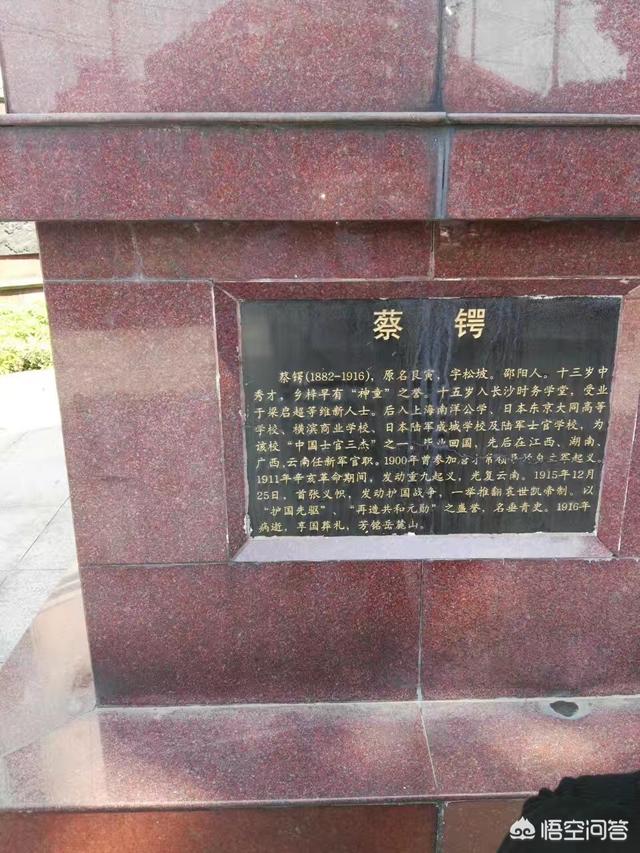 蔡 锷
蔡锷(1882-1916)，原名艮寅，字松坡。邵阳人。十三岁中
秀才，乡梓早有“神童”之誉。十五岁入长沙时务学堂，受业
于梁启超等维新人士。后入上海南洋公学、日本东京大同高等
学校、横滨商业学校、日本陆军成城学校及陆军士官学校，为
该校“中国士官三杰”之一。毕业回国，先后在江西、湖南、
广西、云南任新军官职。1900年曾参加 起义，
1911年辛亥革命期间，发动重九起义，光复云南。1915年12月
25日，首张义帜，发动护国战争，一举推翻袁世凯帝制。以
“护国先驱”、“再造共和元勋”之盛誉，名垂青史。1916年
病逝，享国葬礼，芳铭岳麓山。
悟空问答